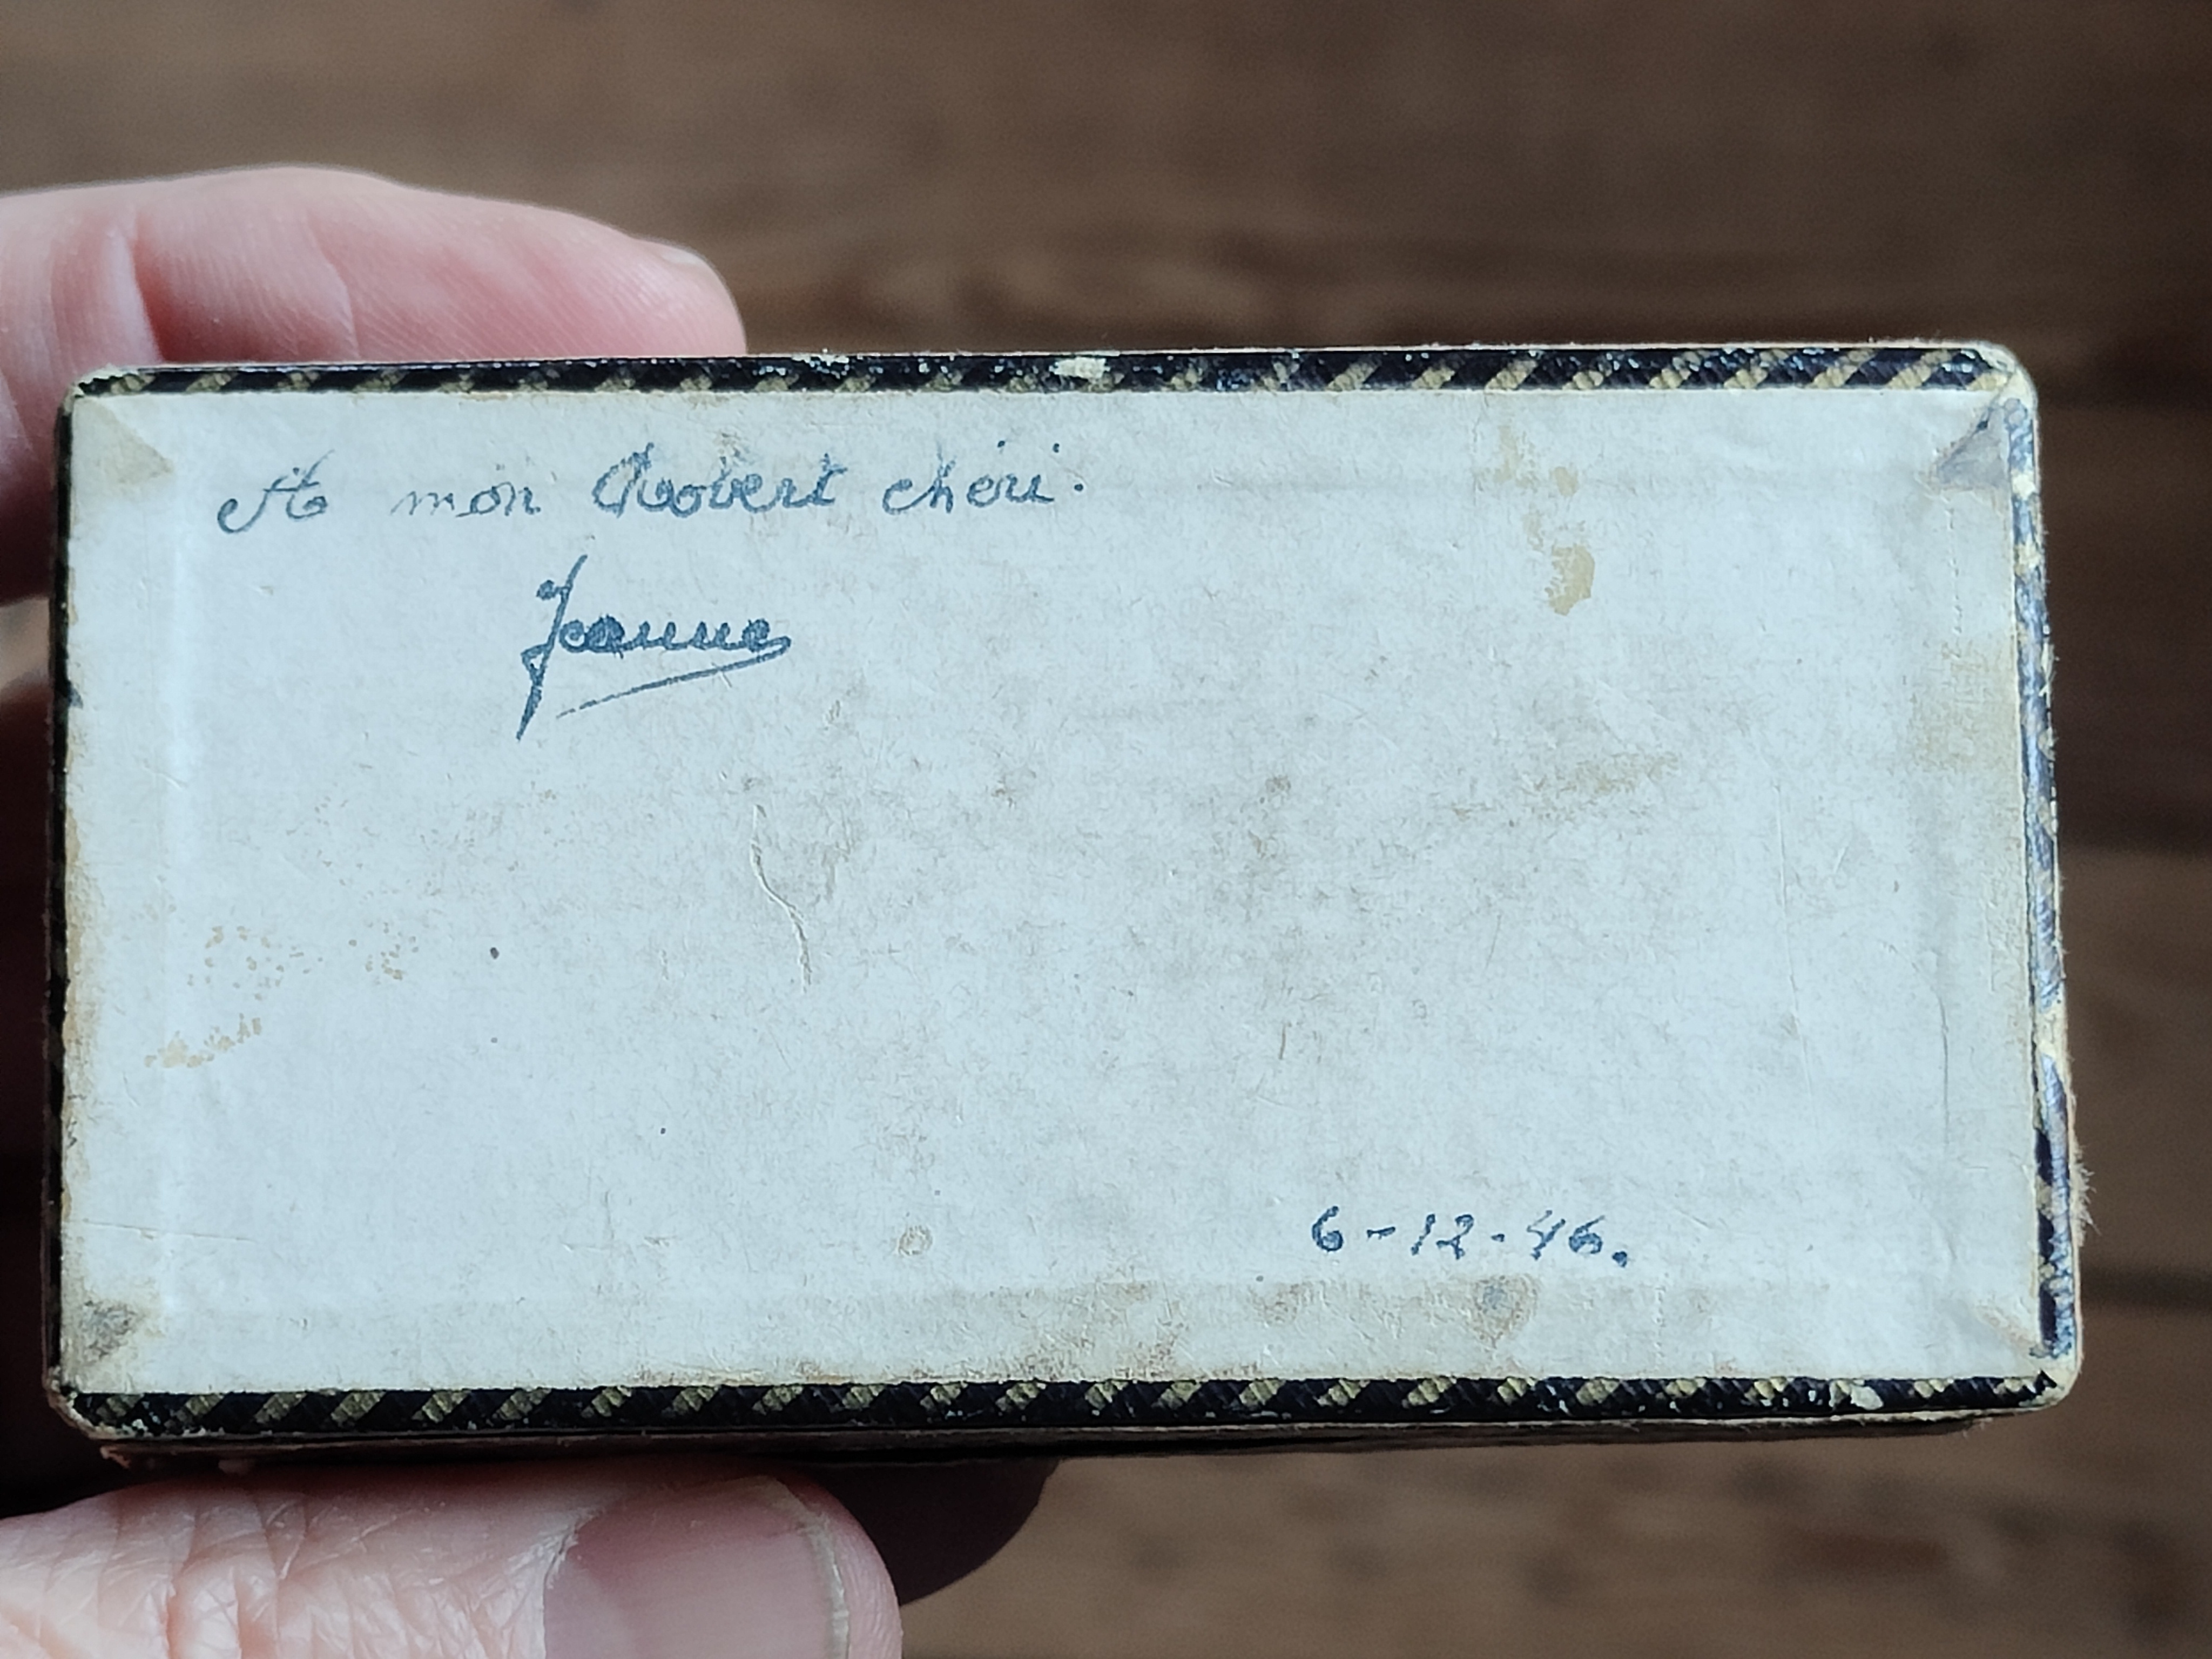 A mon Robert chéri.
Jeanne
6-12-46.